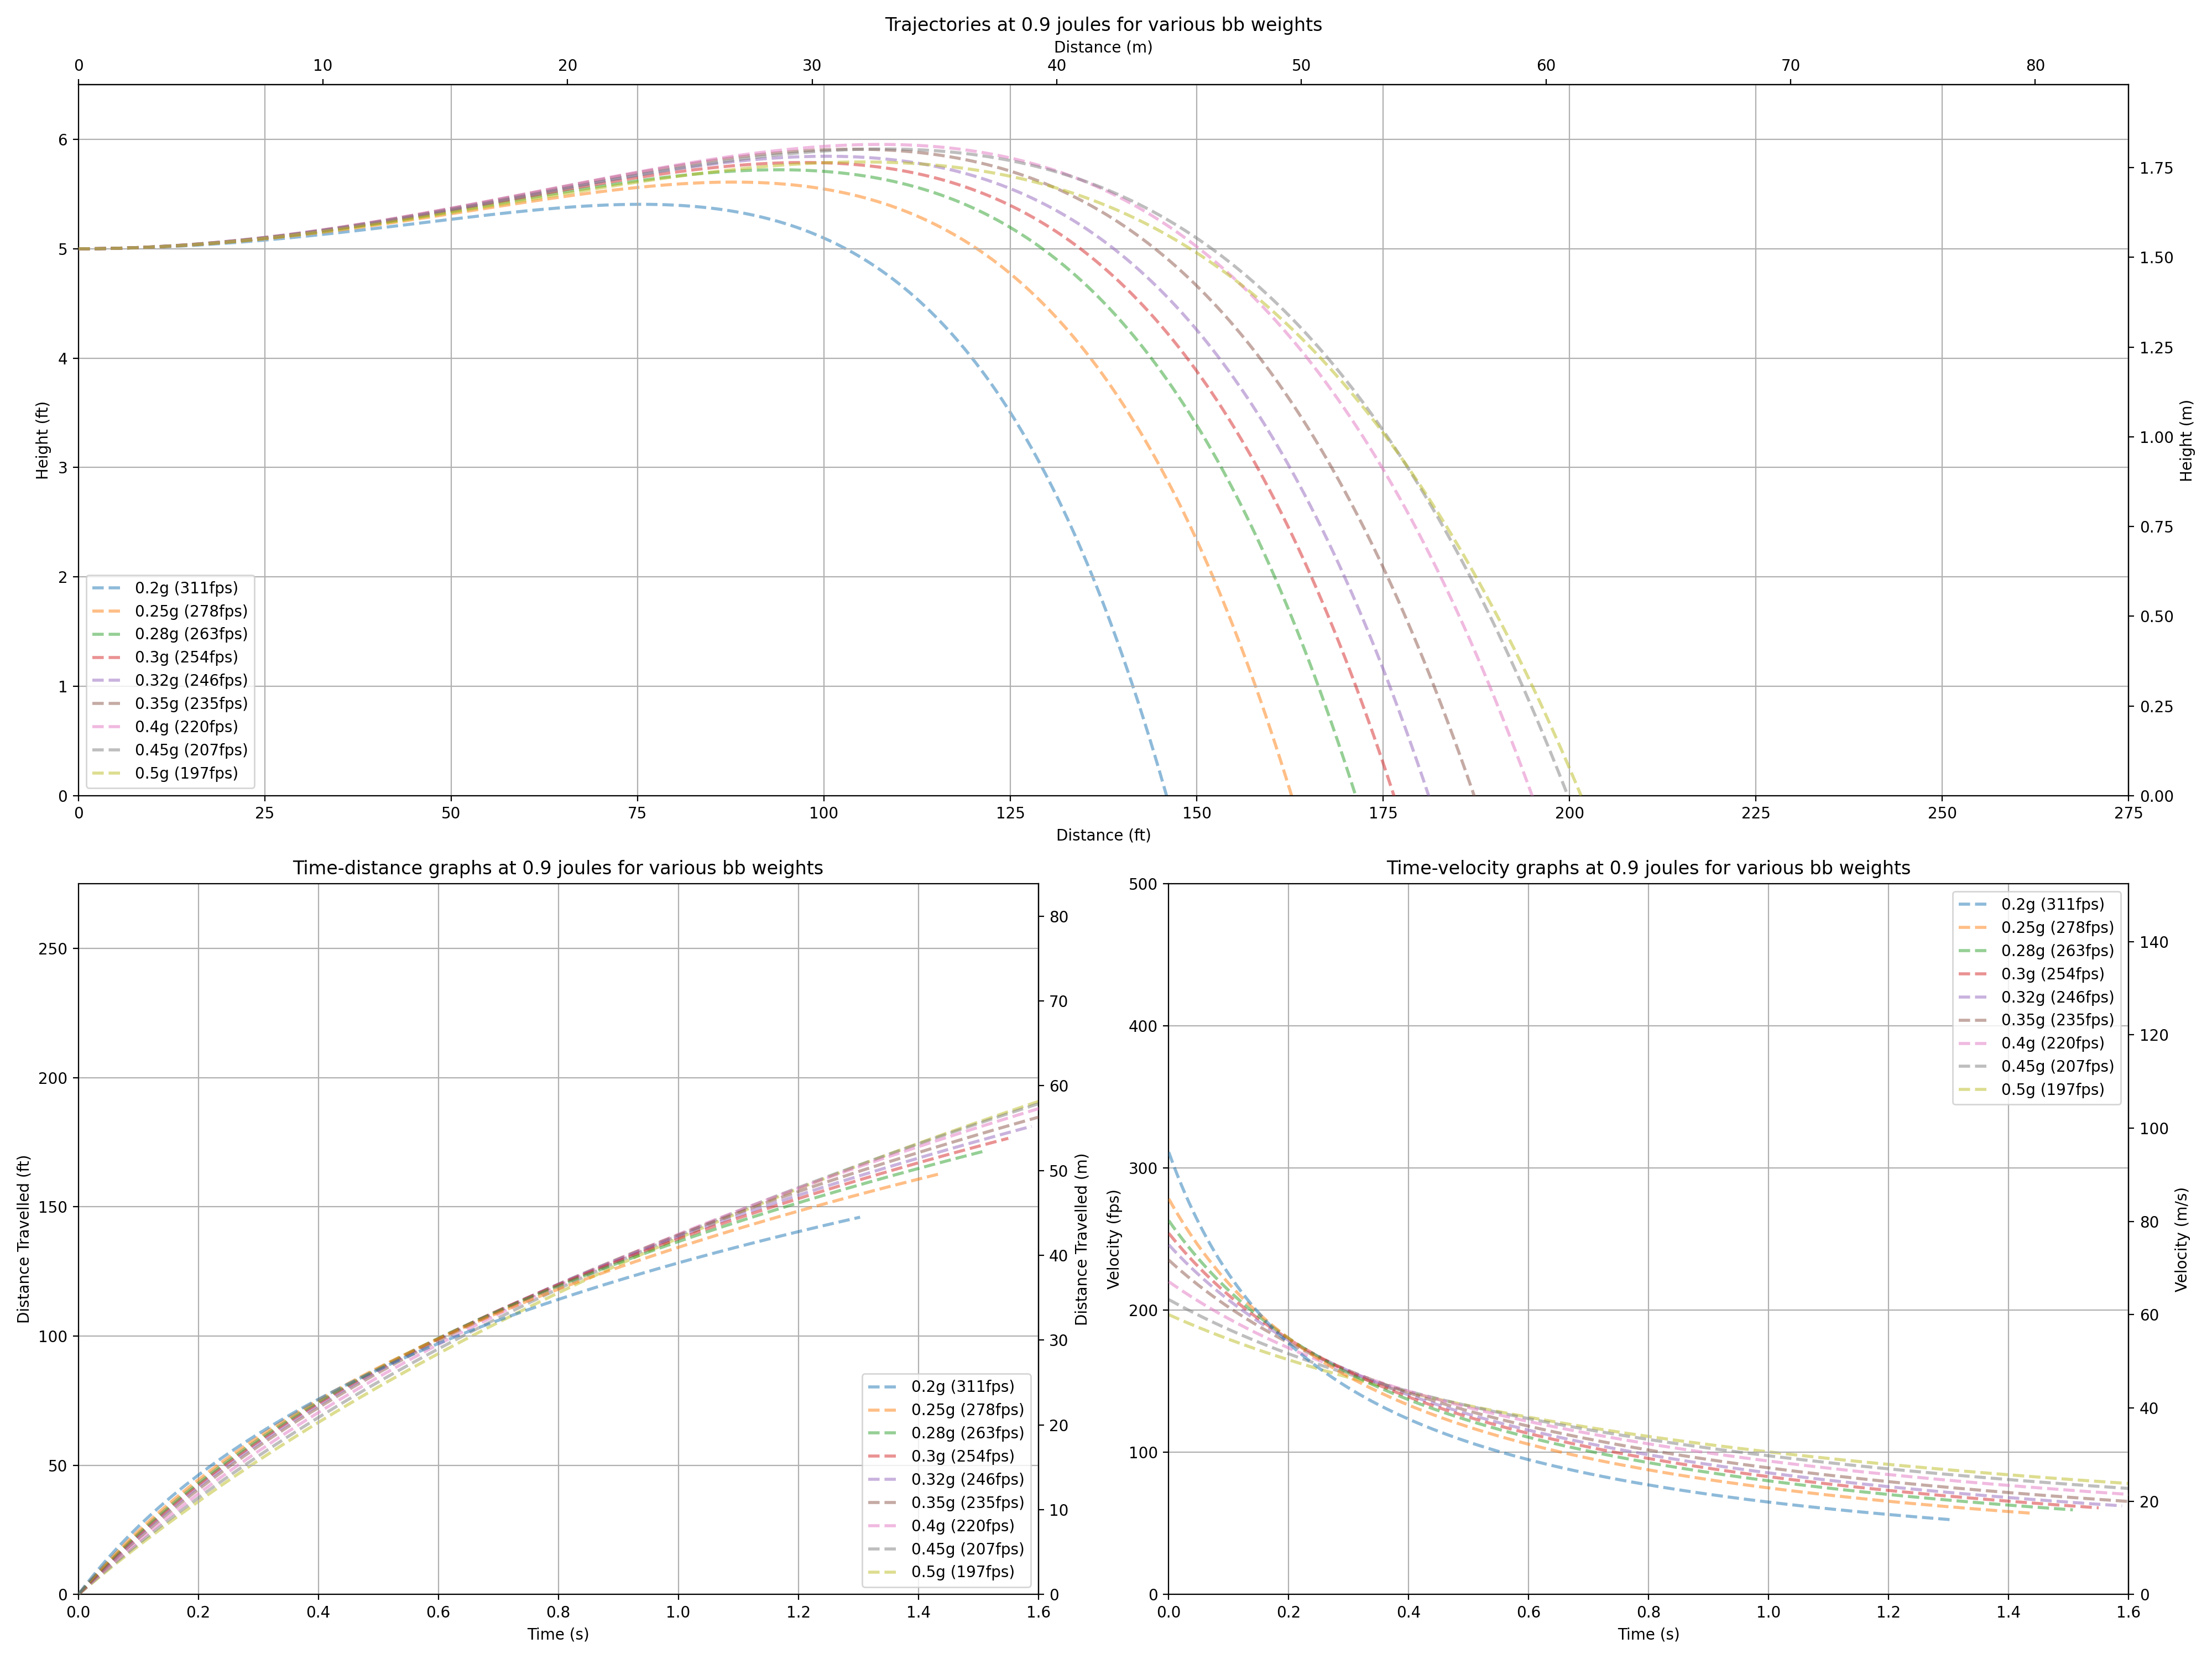 Trajectories at 0.9 joules for various bb weights
Distance (m)
0 10 20 30 40 50 60 70 80
6
5
4
3
2
1
0
Height (ft)
1.75
1.50
1.25
1.00
0.75
0.50
0.25
0.00
Height (m)
0.2g (311fps)
0.25g (278fps)
0.28g (263fps)
0.3g (254fps)
0.32g (246fps)
0.35g (235fps)
0.4g (220fps)
0.45g (207fps)
0.5g (197fps)
0 25 50 75 100 125 150 175 200 225 250 275
Distance (ft)
Time-distance graphs at 0.9 joules for various bb weights
250
200
150
100
50
0
Distance Travelled (ft)
80
70
60
50
40
30
20
10
0
Distance Travelled (m)
0.2g (311fps)
0.25g (278fps)
0.28g (263fps)
0.3g (254fps)
0.32g (246fps)
0.35g (235fps)
0.4g (220fps)
0.45g (207fps)
0.5g (197fps)
0.0 0.2 0.4 0.6 0.8 1.0 1.2 1.4 1.6
Time (s)
Time-velocity graphs at 0.9 joules for various bb weights
500
400
300
200
100
0
Velocity (fps)
140
120
100
80
60
40
20
0
Velocity (m/s)
0.2g (311fps)
0.25g (278fps)
0.28g (263fps)
0.3g (254fps)
0.32g (246fps)
0.35g (235fps)
0.4g (220fps)
0.45g (207fps)
0.5g (197fps)
0.0 0.2 0.4 0.6 0.8 1.0 1.2 1.4 1.6
Time (s)